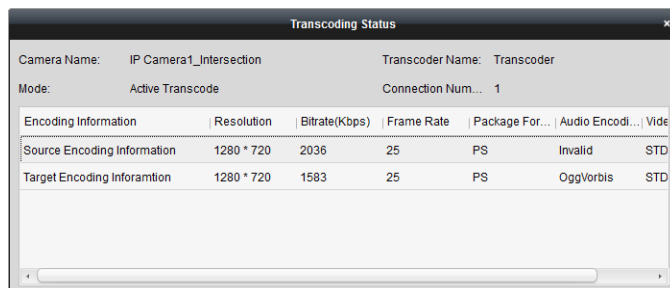 Transcoding Status ×
Camera Name: IP Camera1_Intersection Transcoder Name: Transcoder
Mode: Active Transcode Connection Num... 1
Encoding Information Resolution Bitrate(Kbps) Frame Rate Package For... Audio Encodi... Vide
Source Encoding Information 1280 * 720 2036 25 PS Invalid STD
Target Encoding Inforamtion 1280 * 720 1583 25 PS OggVorbis STD